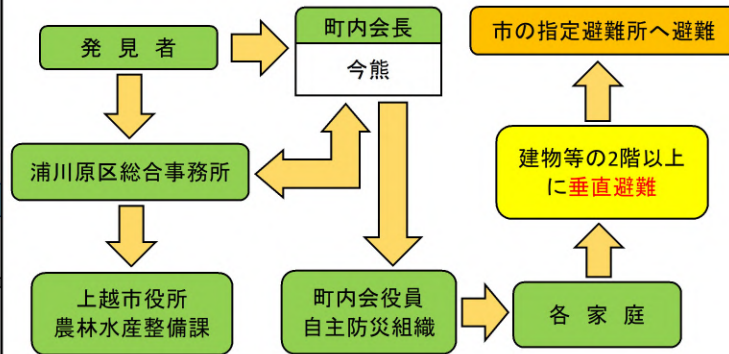 発見者
町内会長
今熊
市の指定避難所へ避難
浦川原区総合事務所
建物等の2階以上
に垂直避難
上越市役所
農林水産整備課
町内会役員
自主防災組織
各家庭